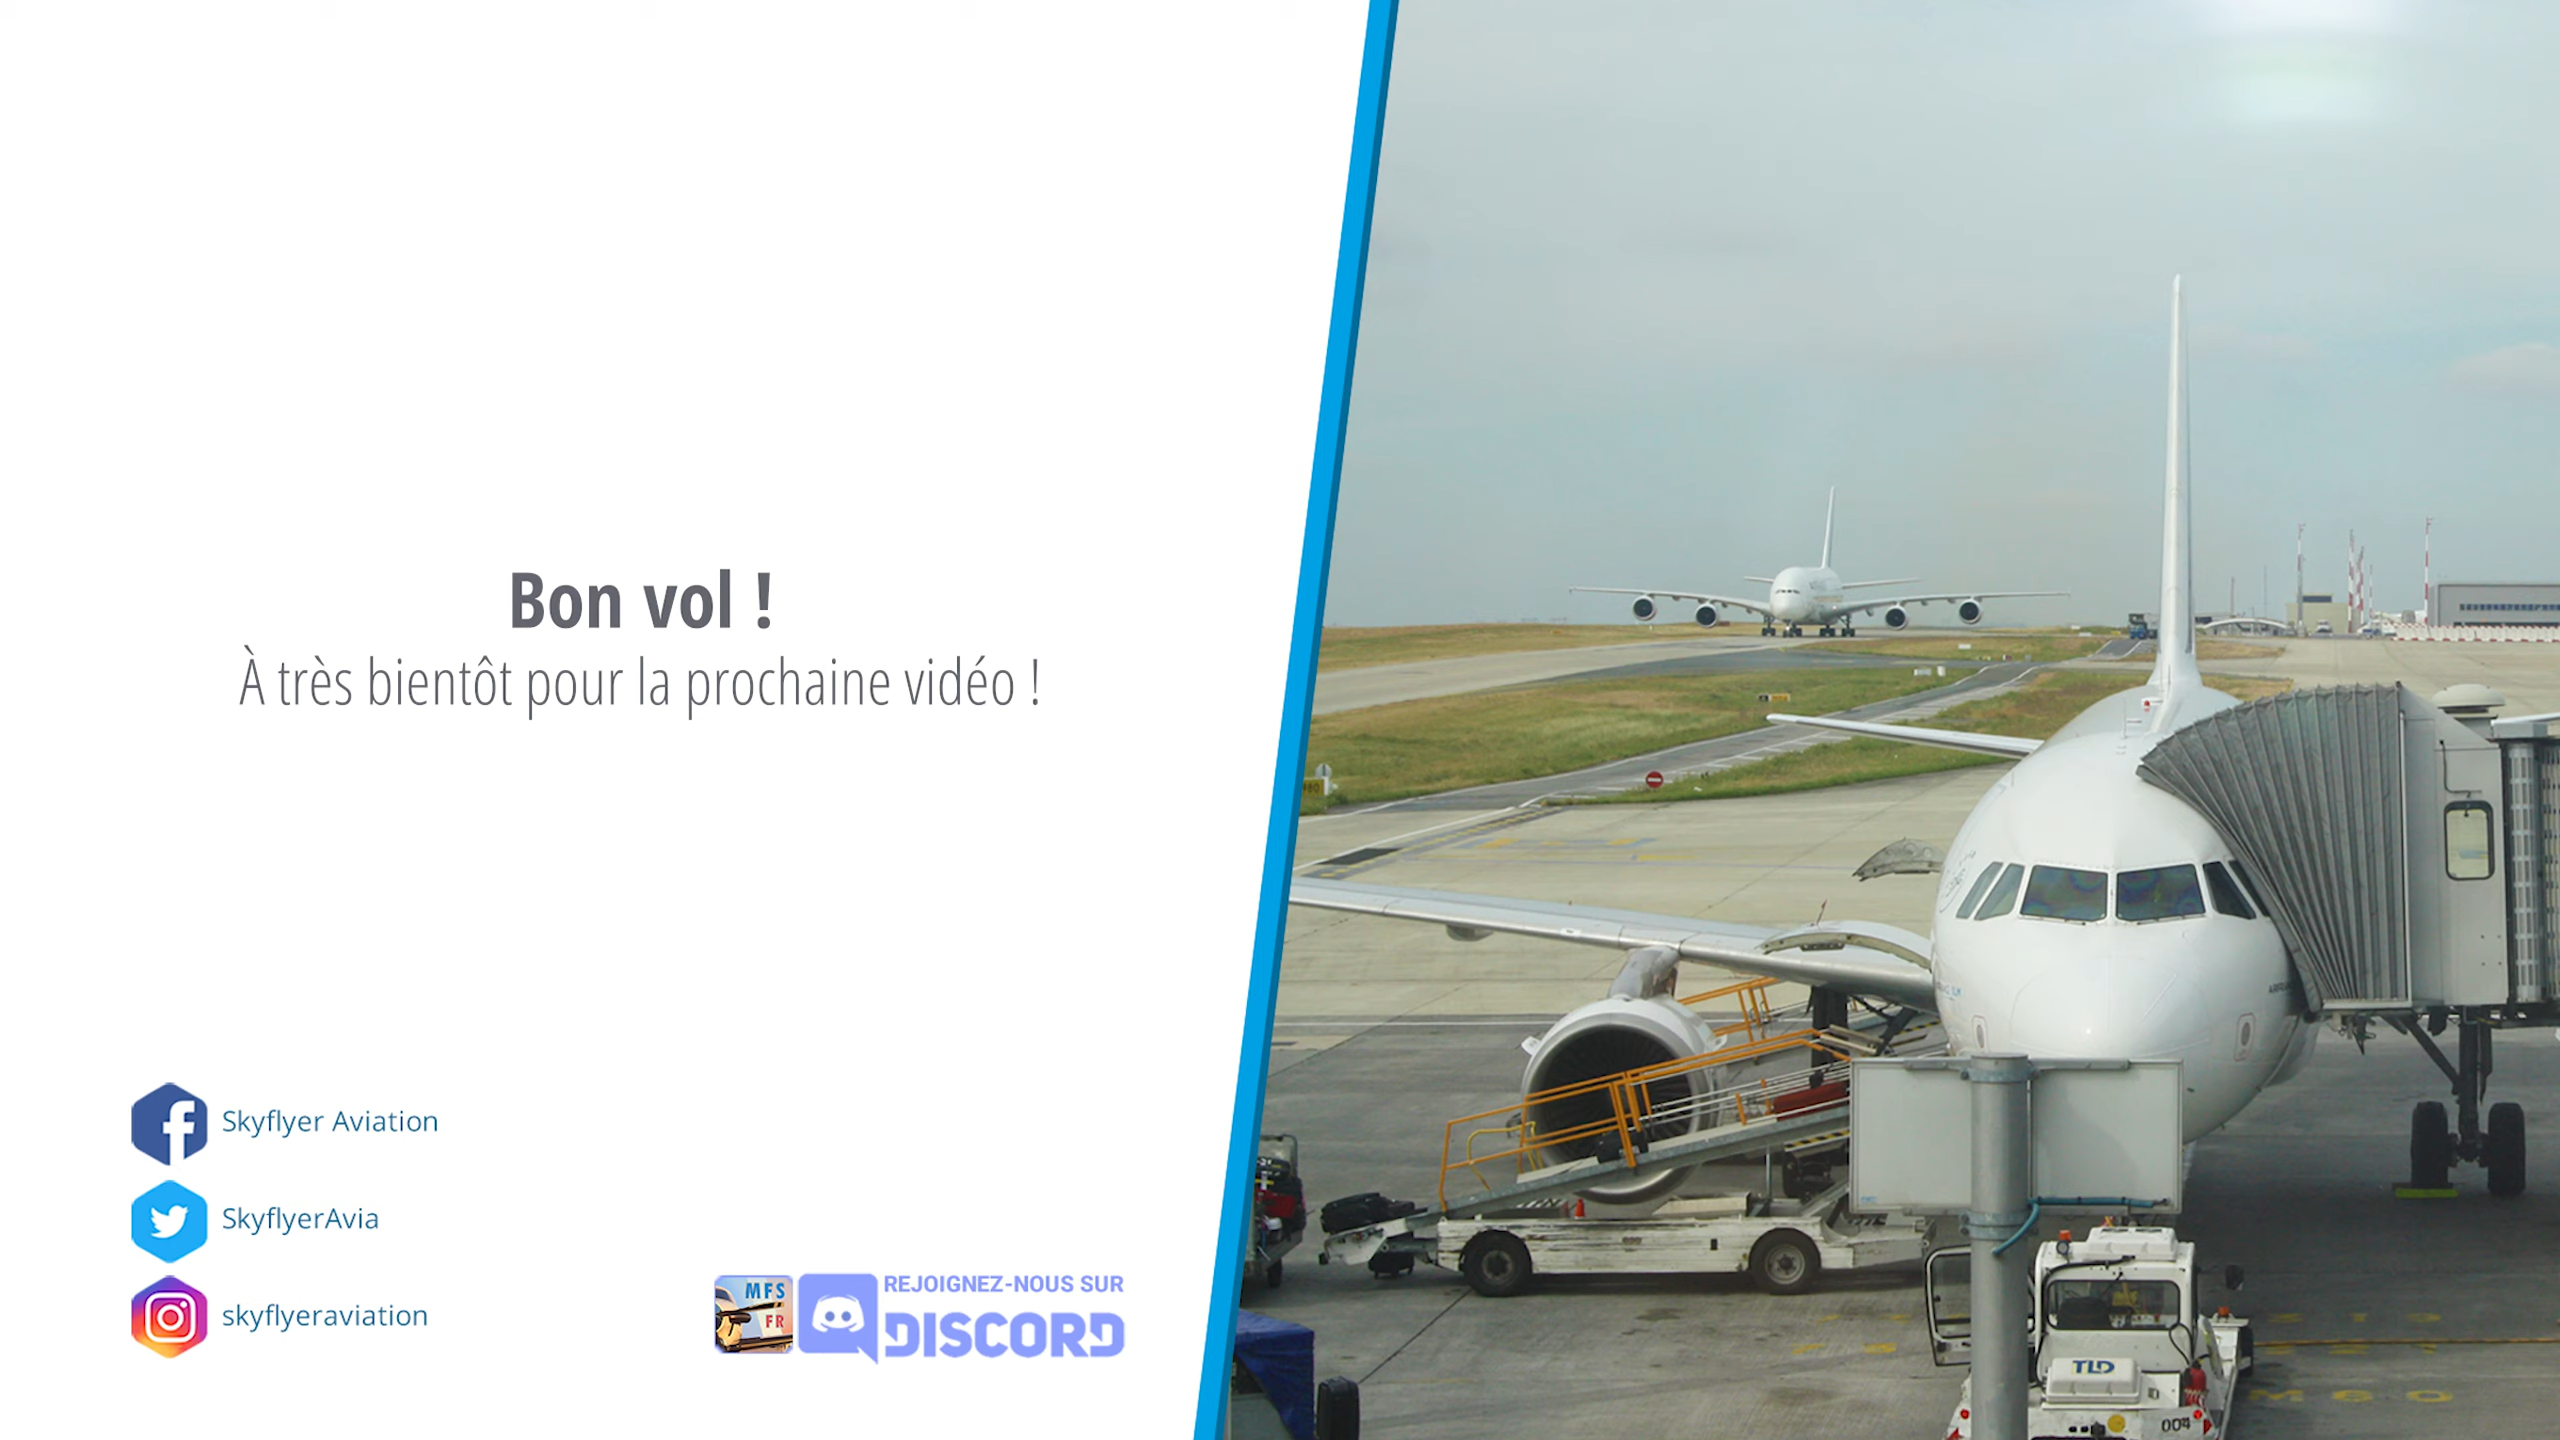 Bon vol !
À très bientôt pour la prochaine vidéo !
Skyflyer Aviation
SkyflyerAvia
skyflyeraviation
MFS
FR
REJOIGNEZ-NOUS SUR
DISCORD
TLD
004